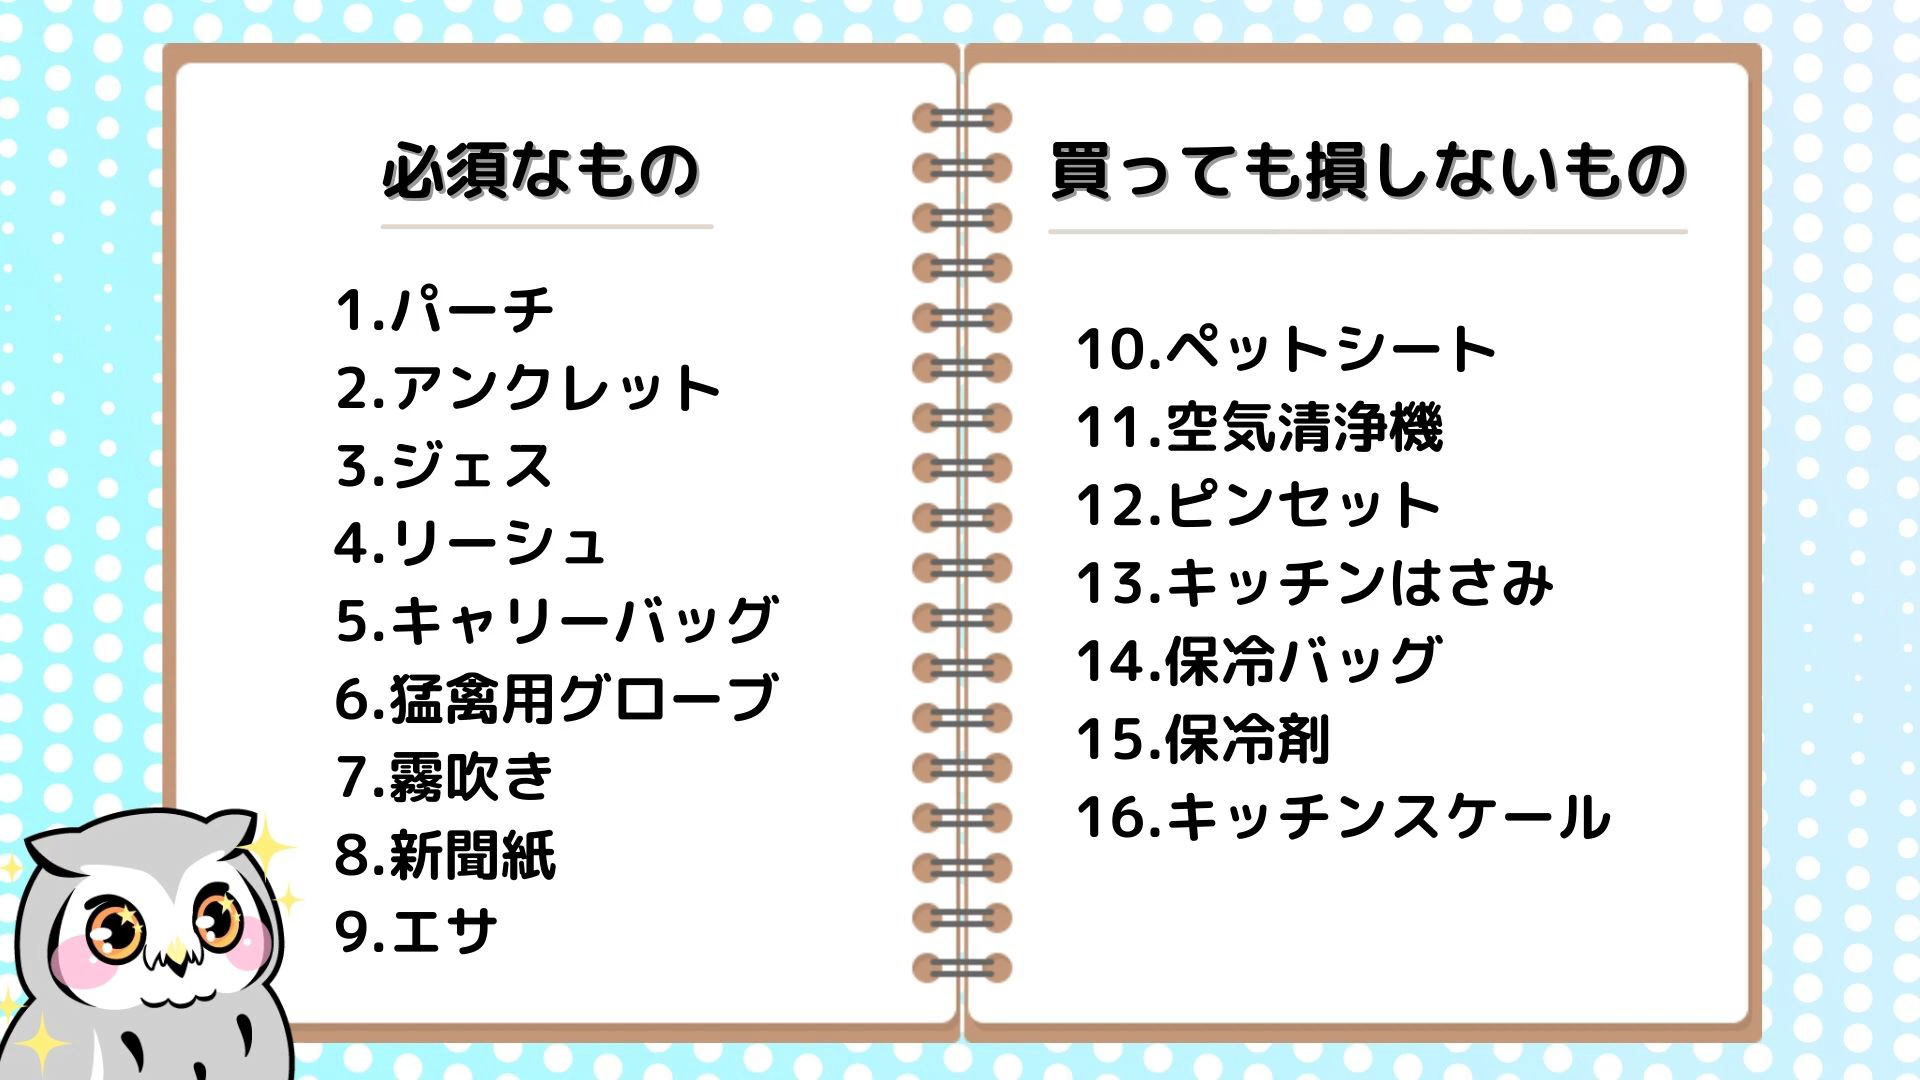 必須なもの
1.パーチ
2.アンクレット
3.ジェス
4.リーシュ
5.キャリーバッグ
6.猛禽用グローブ
7.霧吹き
8.新聞紙
9.エサ
買っても損しないもの
10.ペットシート
11.空気清浄機
12.ピンセット
13.キッチンはさみ
14.保冷バッグ
15.保冷剤
16.キッチンスケール